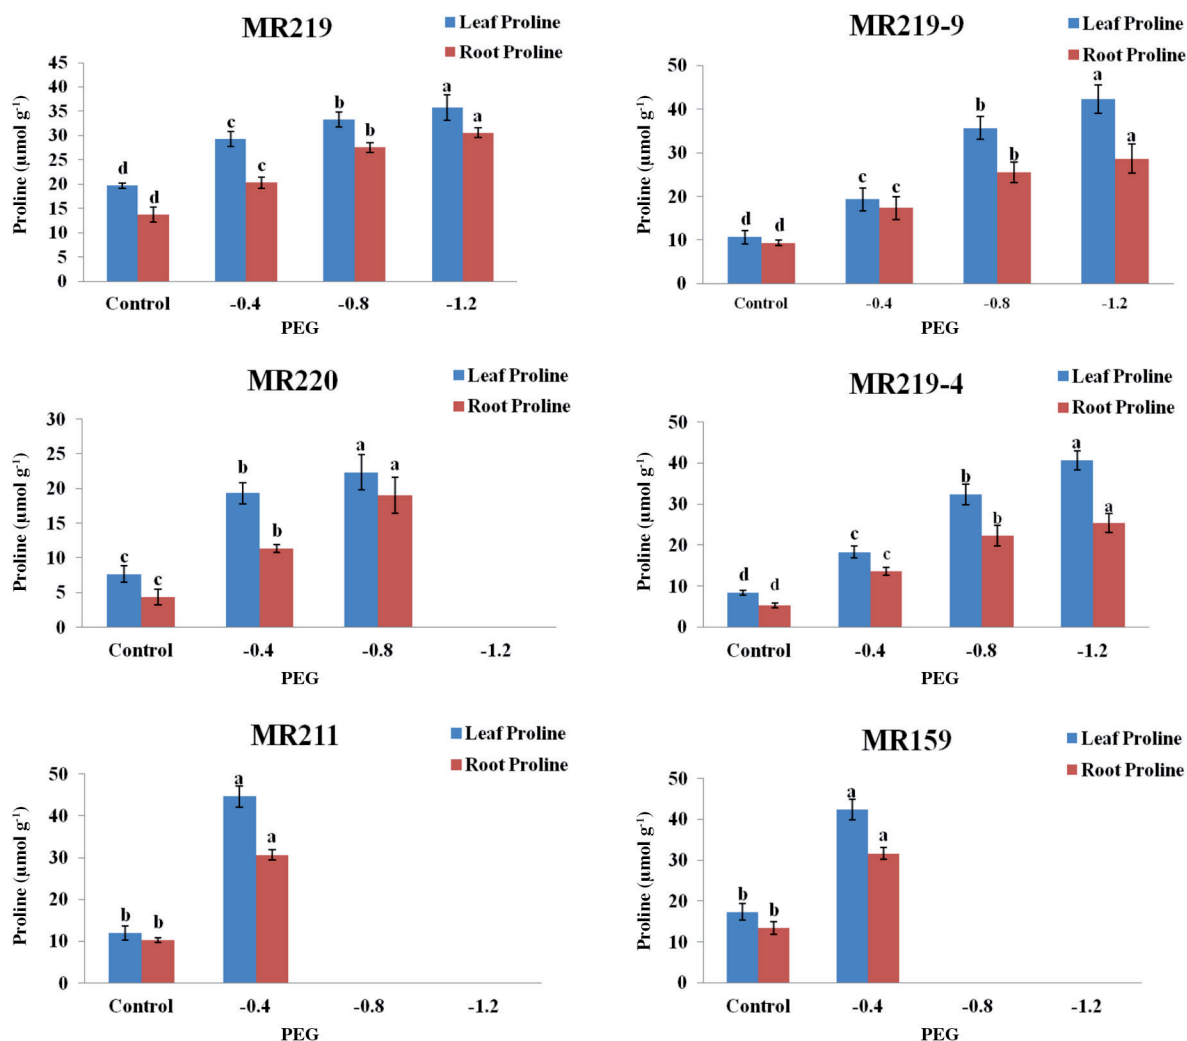 MR219
Leaf Proline
Root Proline
Proline (µmol g⁻¹)
45
40
35
30
25
20
15
10
5
0
d
d
c
c
b
b
a
a
Control -0.4 -0.8 -1.2
PEG
MR219-9
Leaf Proline
Root Proline
Proline (µmol g⁻¹)
50
40
30
20
10
0
d
d
c
c
b
b
a
a
Control -0.4 -0.8 -1.2
PEG
MR220
Leaf Proline
Root Proline
Proline (µmol g⁻¹)
30
25
20
15
10
5
0
c
c
b
b
a
a
Control -0.4 -0.8 -1.2
PEG
MR219-4
Leaf Proline
Root Proline
Proline (µmol g⁻¹)
50
40
30
20
10
0
d
d
c
c
b
b
a
a
Control -0.4 -0.8 -1.2
PEG
MR211
Leaf Proline
Root Proline
Proline (µmol g⁻¹)
50
40
30
20
10
0
b
b
a
a
Control -0.4 -0.8 -1.2
PEG
MR159
Leaf Proline
Root Proline
Proline (µmol g⁻¹)
50
40
30
20
10
0
b
b
a
a
Control -0.4 -0.8 -1.2
PEG